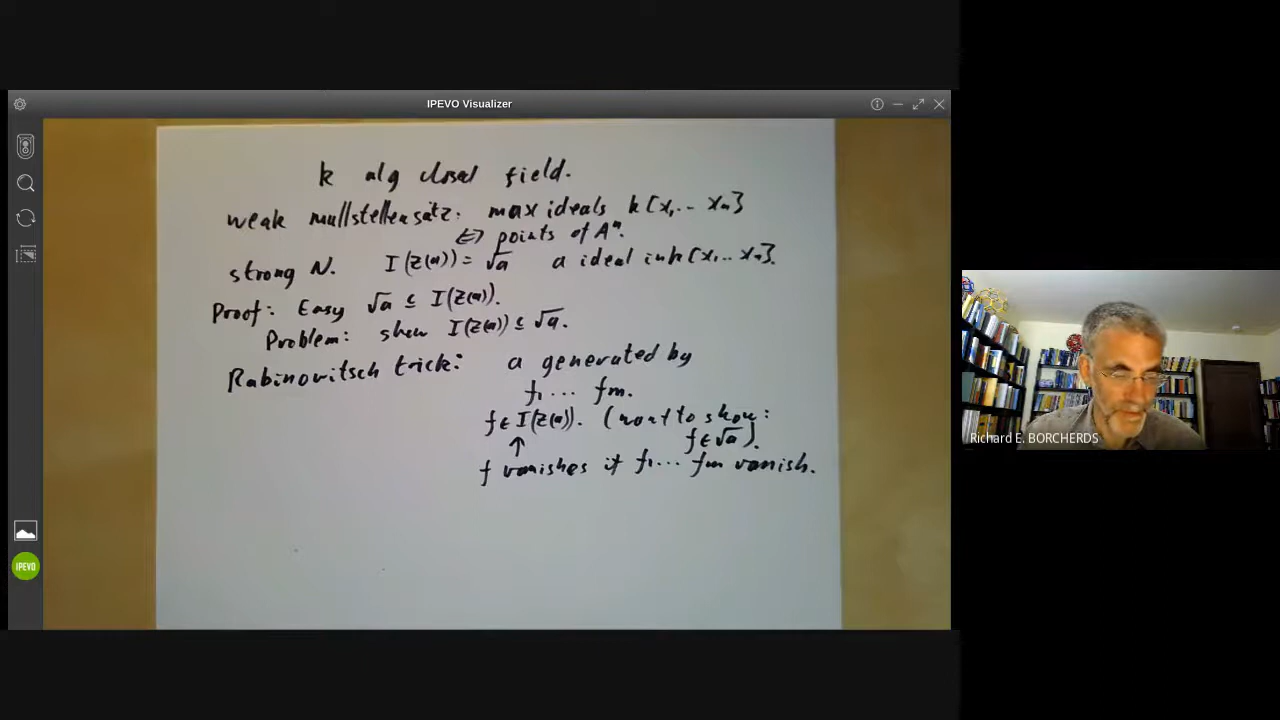 IPEVO Visualizer
k alg closed field.
weak nullstellensatz: max ideals k[x1... xn]
⇔ points of A^n.
strong N. I(Z(a)) = √a a ideal in k[x1.. xn].
Proof: Easy √a ⊆ I(Z(a)).
Problem: show I(Z(a)) ⊆ √a.
Rabinowitsch trick: a generated by
f1... fm.
f∈ I(Z(a)). (want to show:
f∈√a).
↑
f vanishes if f1... fm vanish.
IPEVO
Richard E. BORCHERDS